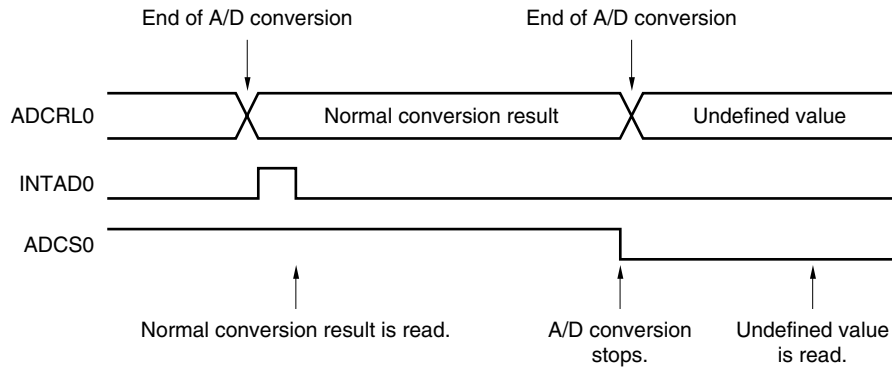 End of A/D conversion
End of A/D conversion
ADCRL0
Normal conversion result
Undefined value
INTAD0
ADCS0
Normal conversion result is read.
A/D conversion
stops.
Undefined value
is read.